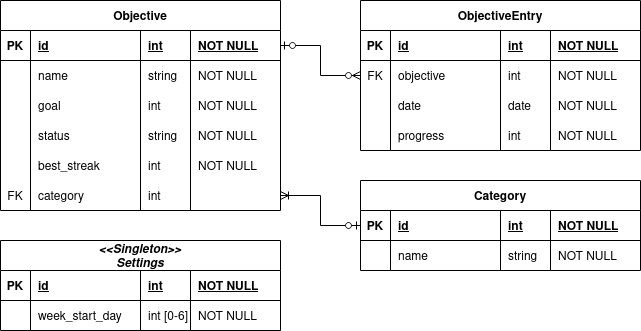 Objective
PK id int NOT NULL
name string NOT NULL
goal int NOT NULL
status string NOT NULL
best_streak int NOT NULL
FK category int
ObjectiveEntry
PK id int NOT NULL
FK objective int NOT NULL
date date NOT NULL
progress int NOT NULL
Category
PK id int NOT NULL
name string NOT NULL
<<Singleton>>
Settings
PK id int NOT NULL
week_start_day int [0-6] NOT NULL